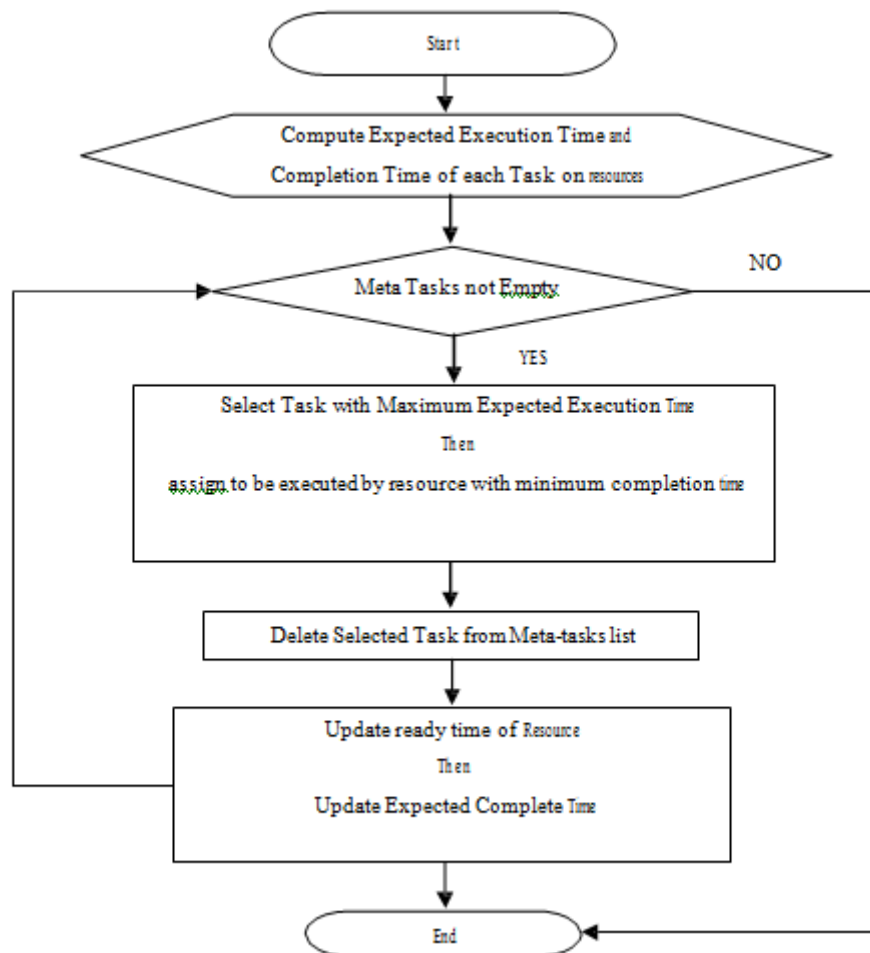 Start
Compute Expected Execution Time and
Completion Time of each Task on resources
NO
Meta Tasks not Empty
YES
Select Task with Maximum Expected Execution Time
Then
assign to be executed by resource with minimum completion time
Delete Selected Task from Meta-tasks list
Update ready time of Resource
Then
Update Expected Complete Time
End